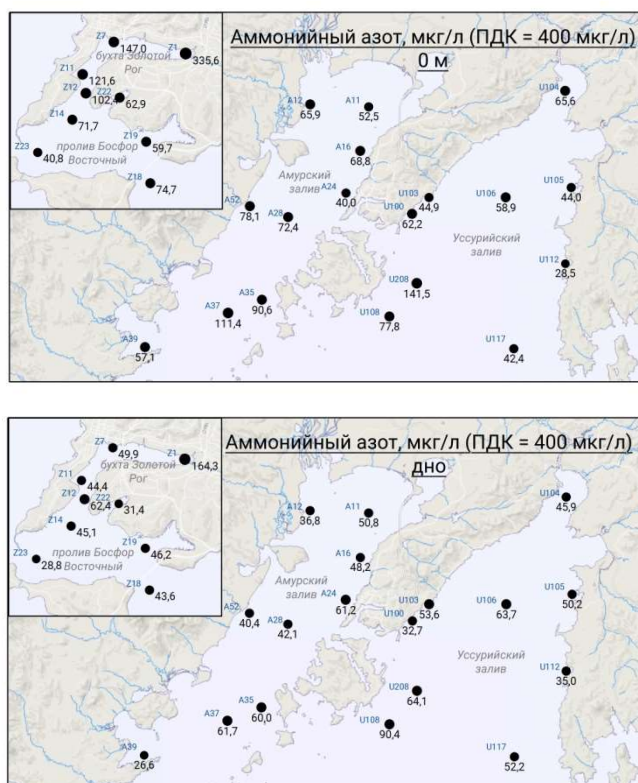 Аммонийный азот, мкг/л (ПДК = 400 мкг/л)
0 м
Z7
147,0
Z1
335,6
бухта Золотой
Рог
Z11
121,6
Z12
102,4
Z22
62,9
Z14
71,7
Z19
59,7
Z23
40,8
пролив Босфор
Восточный
Z18
74,7
A12
65,9
A11
52,5
U104
65,6
A16
68,8
Амурский
залив
A24
40,0
U103
44,9
U106
58,9
U105
44,0
A52
78,1
A28
72,4
U100
62,2
Уссурийский
залив
U112
28,5
U208
141,5
A35
90,6
A37
111,4
U108
77,8
A39
57,1
U117
42,4
Аммонийный азот, мкг/л (ПДК = 400 мкг/л)
дно
Z7
49,9
Z1
164,3
бухта Золотой
Рог
Z11
44,4
Z12
62,4
Z22
31,4
Z14
45,1
Z19
46,2
Z23
28,8
пролив Босфор
Восточный
Z18
43,6
A12
36,8
A11
50,8
U104
45,9
A16
48,2
Амурский
залив
A24
61,2
U103
53,6
U106
63,7
U105
50,2
A52
40,4
A28
42,1
U100
32,7
Уссурийский
залив
U112
35,0
U208
64,1
A35
60,0
A37
61,7
U108
90,4
A39
26,6
U117
52,2